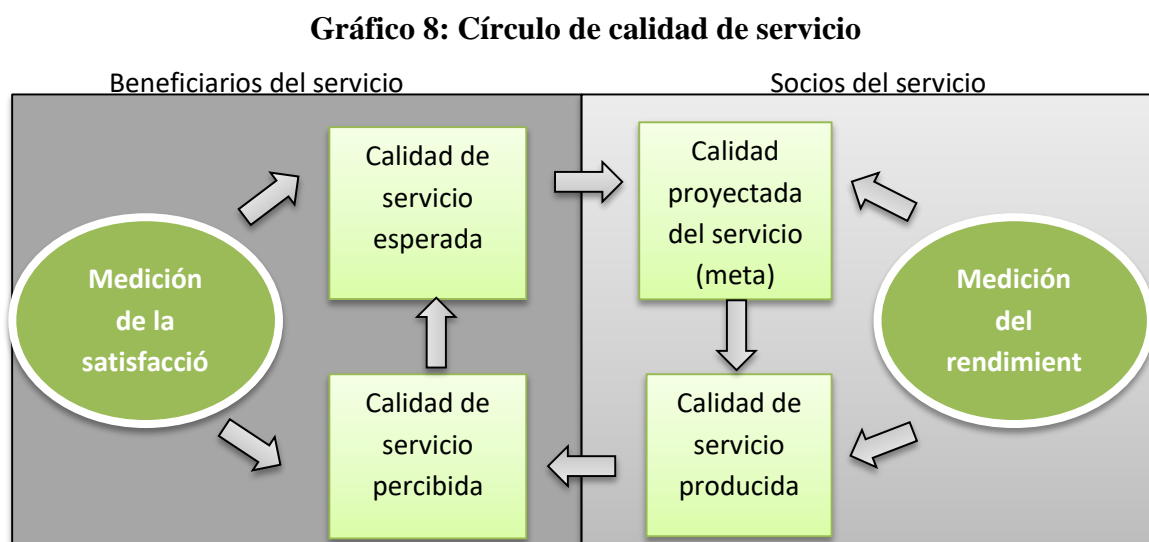 Gráfico 8: Círculo de calidad de servicio
Beneficiarios del servicio
Socios del servicio
Calidad de
servicio
esperada
Calidad
proyectada
del servicio
(meta)
Medición
de la
satisfacció
Medición
del
rendimient
Calidad de
servicio
percibida
Calidad de
servicio
producida